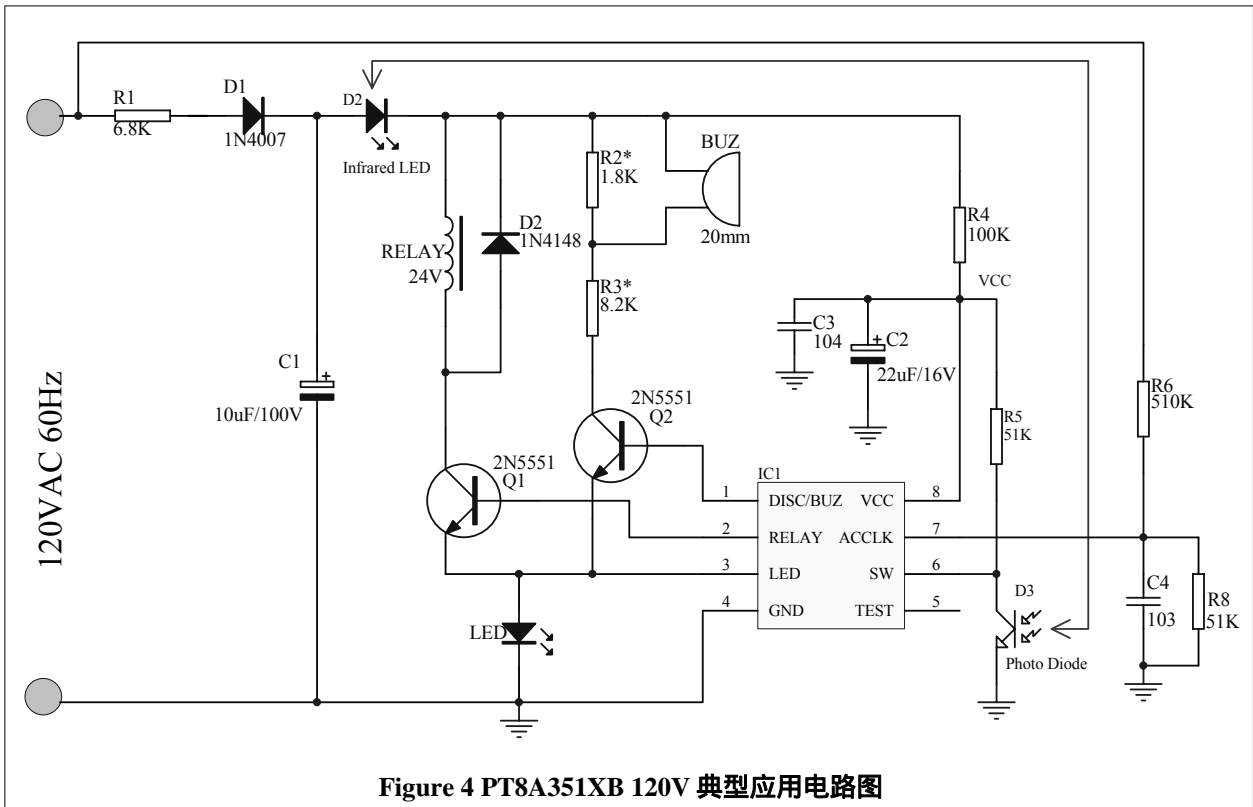 D1
R1
D2
6.8K
1N4007
Infrared LED
R2*
1.8K
BUZ
20mm
D2
1N4148
RELAY
24V
R4
100K
VCC
R3*
8.2K
C3
104
C2
22uF/16V
C1
10uF/100V
R6
510K
2N5551
Q2
R5
51K
2N5551
Q1
120VAC 60Hz
IC1
1 DISC/BUZ VCC 8
2 RELAY ACCLK 7
3 LED SW 6
4 GND TEST 5
D3
Photo Diode
C4
103
R8
51K
LED
Figure 4 PT8A351XB 120V 典型应用电路图